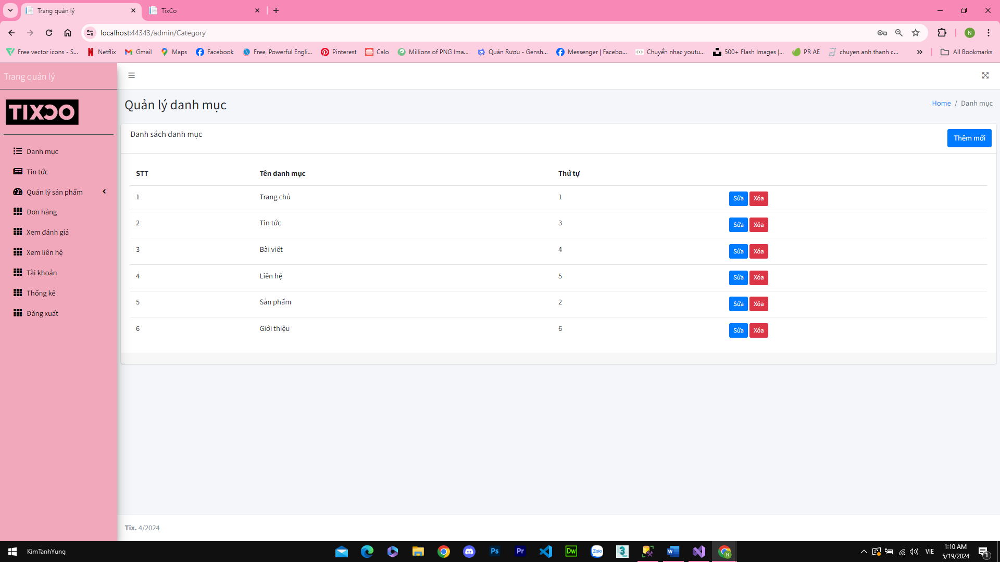 Trang quản lý
TixCo
localhost:44343/admin/Category
N
Free vector icons - S...
Netflix
Gmail
Maps
Facebook
Free, Powerful Engli...
Pinterest
Calo
Millions of PNG Ima...
Quán Rượu - Gensh...
Messenger | Facebo...
Chuyển nhạc youtu...
500+ Flash Images |...
PR AE
chuyen anh thanh c...
All Bookmarks
Trang quản lý
TIXCO
Danh mục
Tin tức
Quản lý sản phẩm
Đơn hàng
Xem đánh giá
Xem liên hệ
Tài khoản
Thống kê
Đăng xuất
Quản lý danh mục
Home / Danh mục
Danh sách danh mục
Thêm mới
STT Tên danh mục Thứ tự
1 Trang chủ 1 Sửa Xóa
2 Tin tức 3 Sửa Xóa
3 Bài viết 4 Sửa Xóa
4 Liên hệ 5 Sửa Xóa
5 Sản phẩm 2 Sửa Xóa
6 Giới thiệu 6 Sửa Xóa
Tix. 4/2024
KimTanhYung
Ps
Pr
Dw
Zalo
3
W
N
VIE
1:10 AM
5/19/2024
1